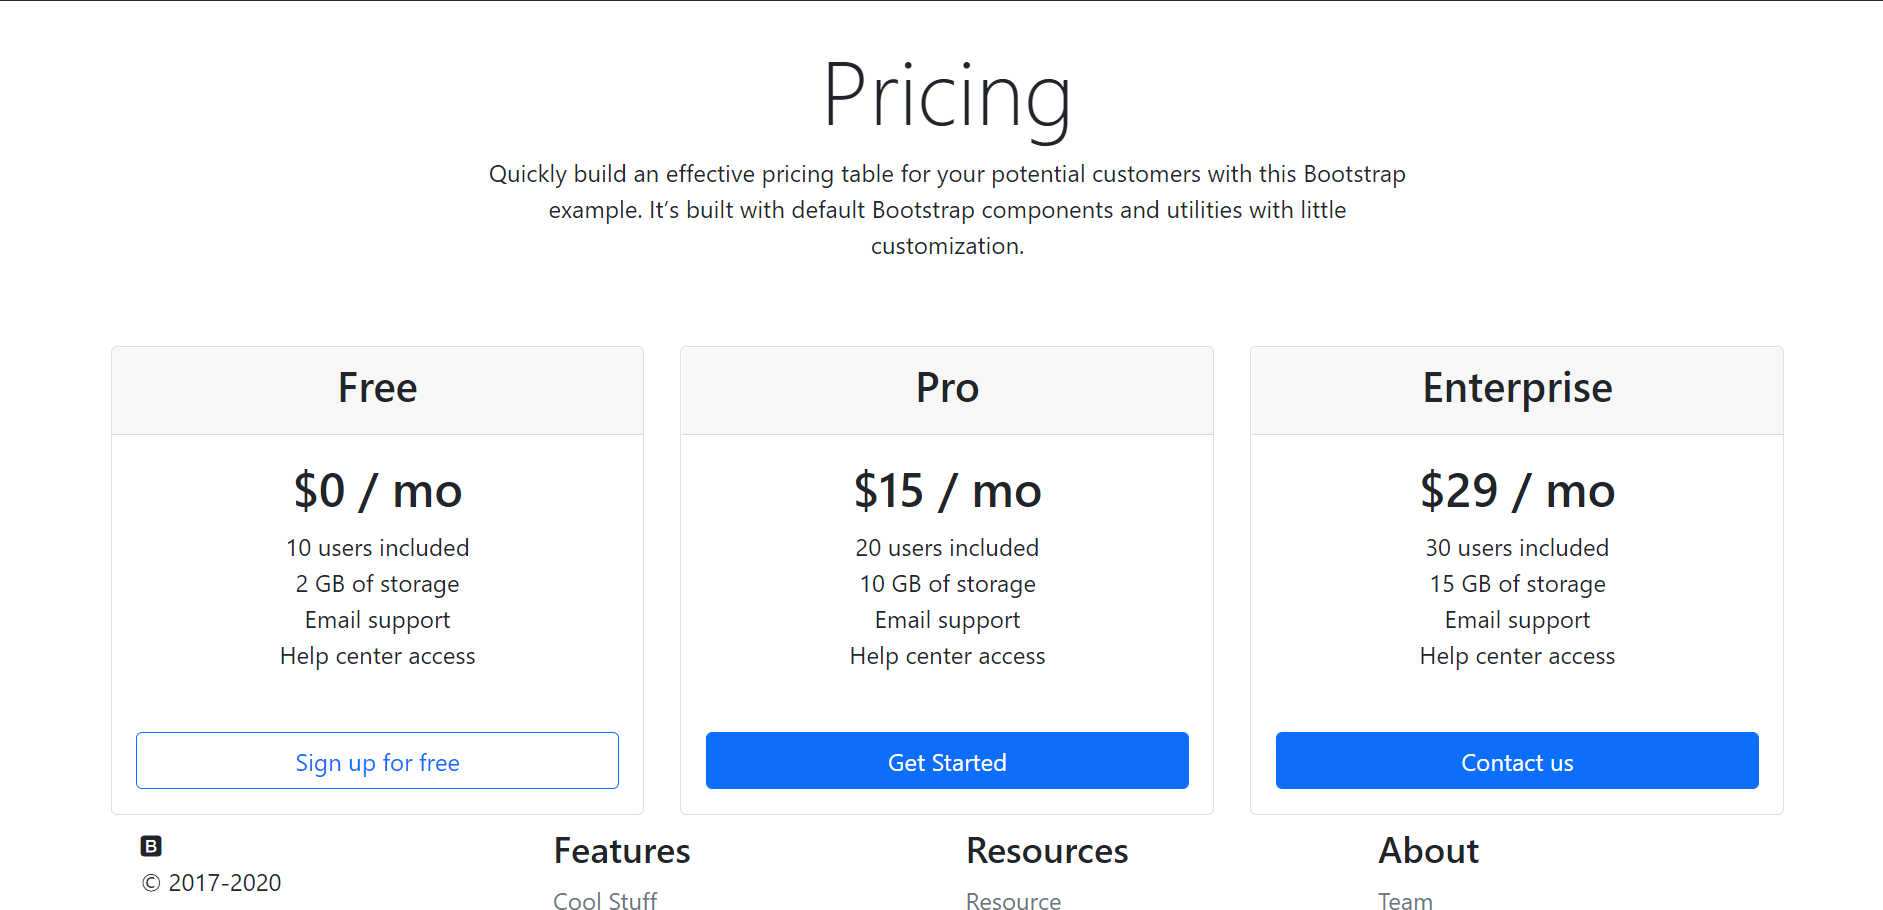 Pricing
Quickly build an effective pricing table for your potential customers with this Bootstrap
example. It’s built with default Bootstrap components and utilities with little
customization.
Free
$0 / mo
10 users included
2 GB of storage
Email support
Help center access
Sign up for free
Pro
$15 / mo
20 users included
10 GB of storage
Email support
Help center access
Get Started
Enterprise
$29 / mo
30 users included
15 GB of storage
Email support
Help center access
Contact us
B
© 2017-2020
Features
Cool Stuff
Resources
Resource
About
Team